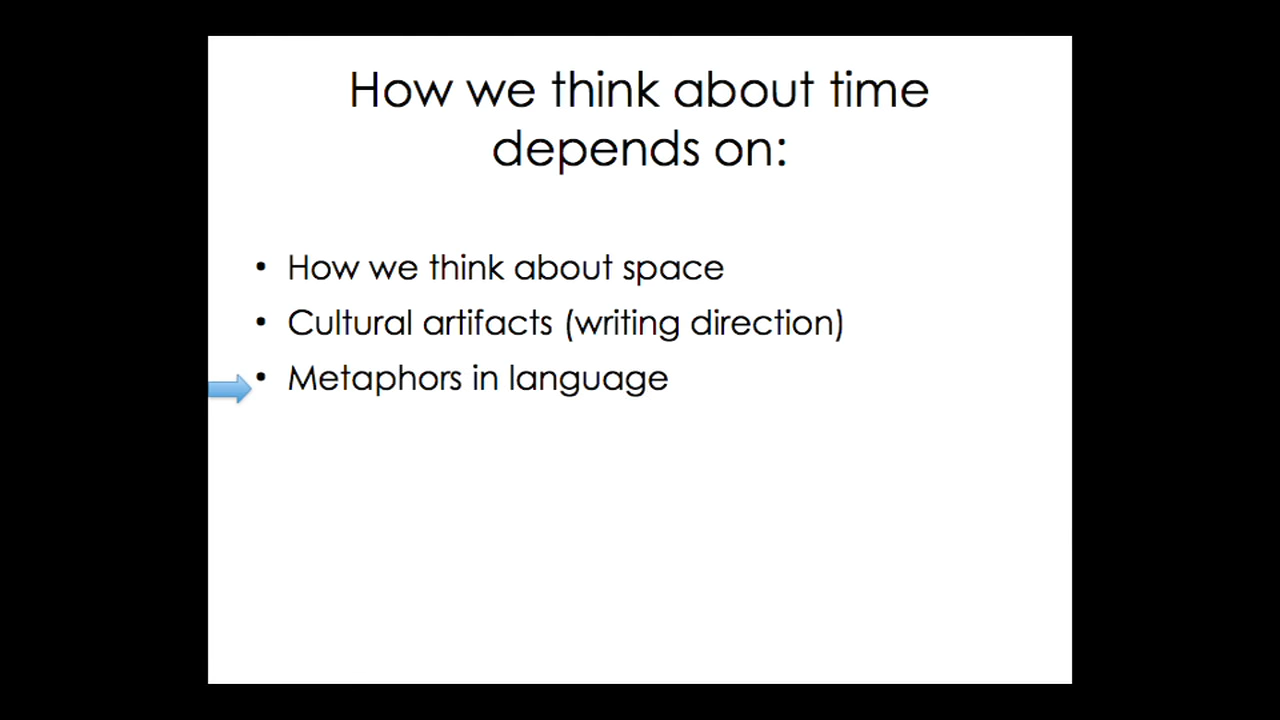 How we think about time
depends on:
• How we think about space
• Cultural artifacts (writing direction)
• Metaphors in language